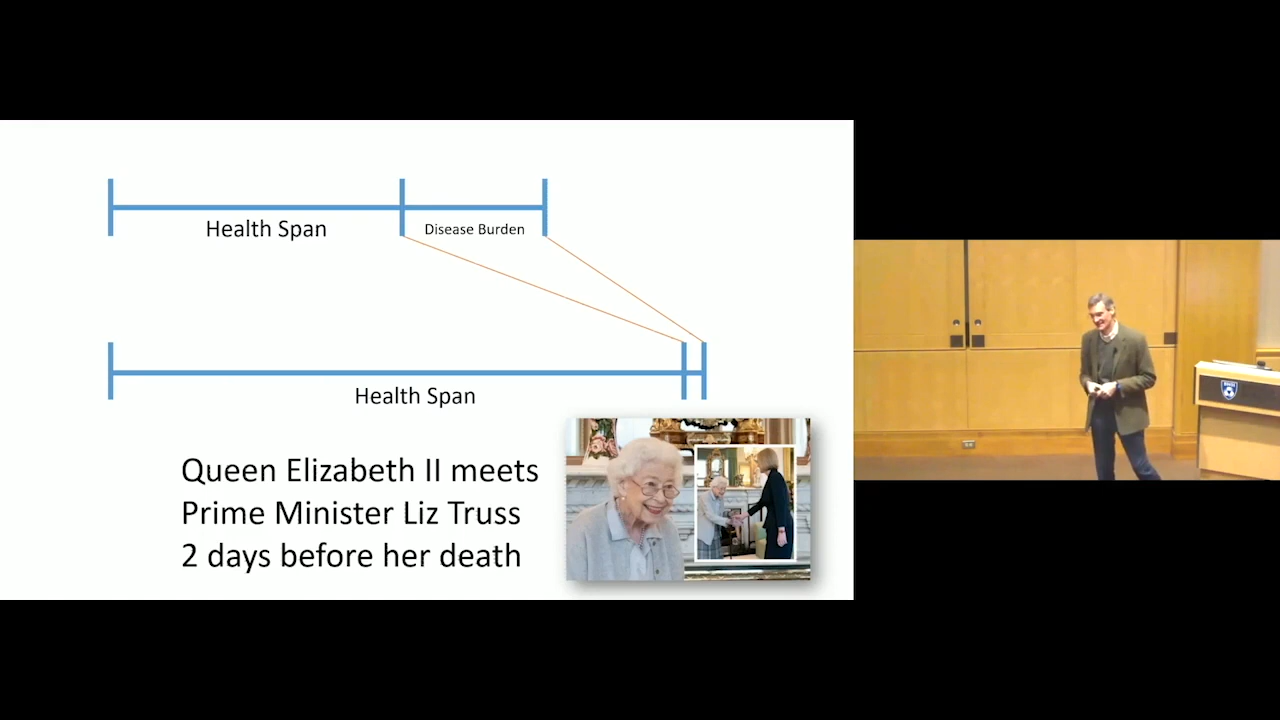 Health Span
Disease Burden
Health Span
Queen Elizabeth II meets
Prime Minister Liz Truss
2 days before her death